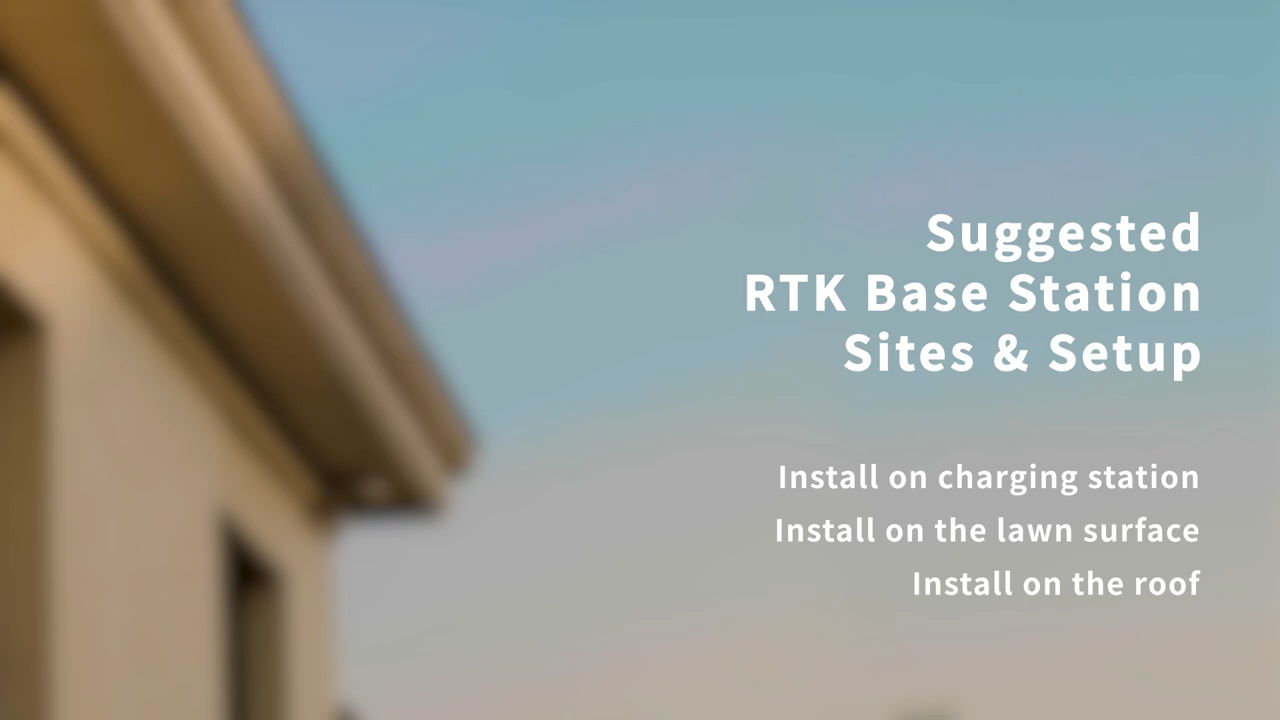 Suggested
RTK Base Station
Sites & Setup
Install on charging station
Install on the lawn surface
Install on the roof